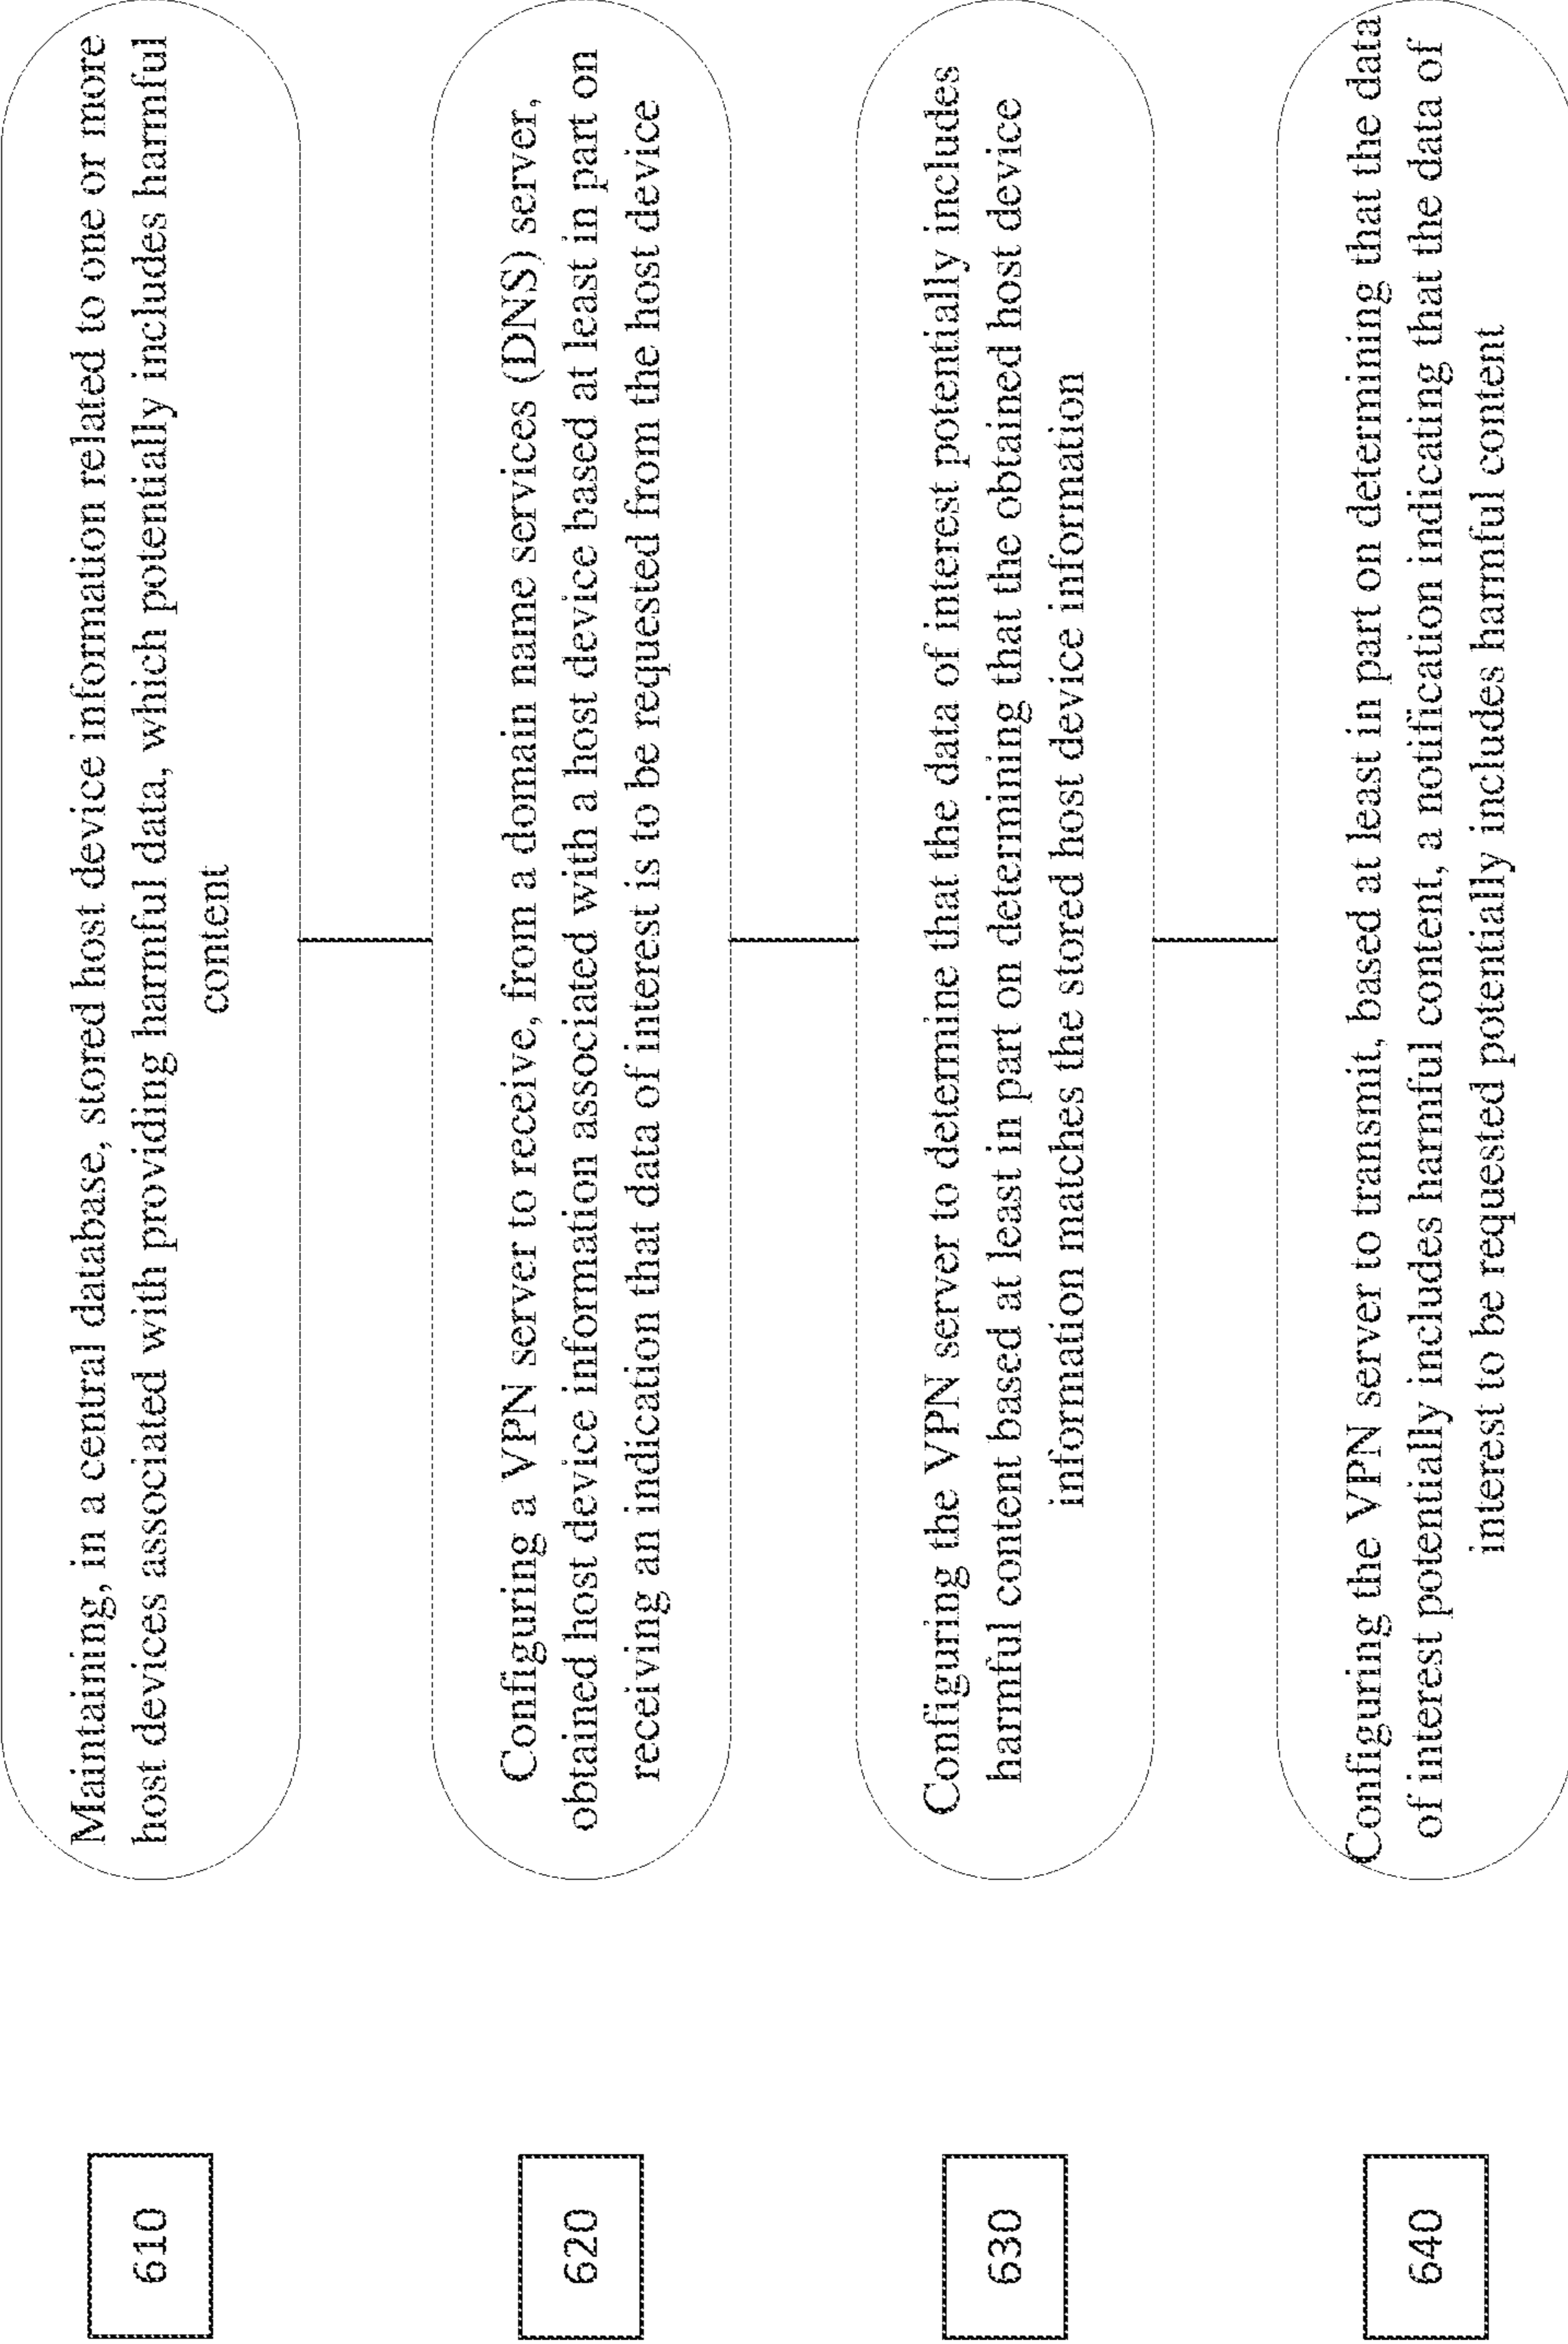 610
Maintaining, in a central database, stored host device information related to one or more
host devices associated with providing harmful data, which potentially includes harmful
content
620
Configuring a VPN server to receive, from a domain name services (DNS) server,
obtained host device information associated with a host device based at least in part on
receiving an indication that data of interest is to be requested from the host device
630
Configuring the VPN server to determine that the data of interest potentially includes
harmful content based at least in part on determining that the obtained host device
information matches the stored host device information
640
Configuring the VPN server to transmit, based at least in part on determining that the data
of interest potentially includes harmful content, a notification indicating that the data of
interest to be requested potentially includes harmful content